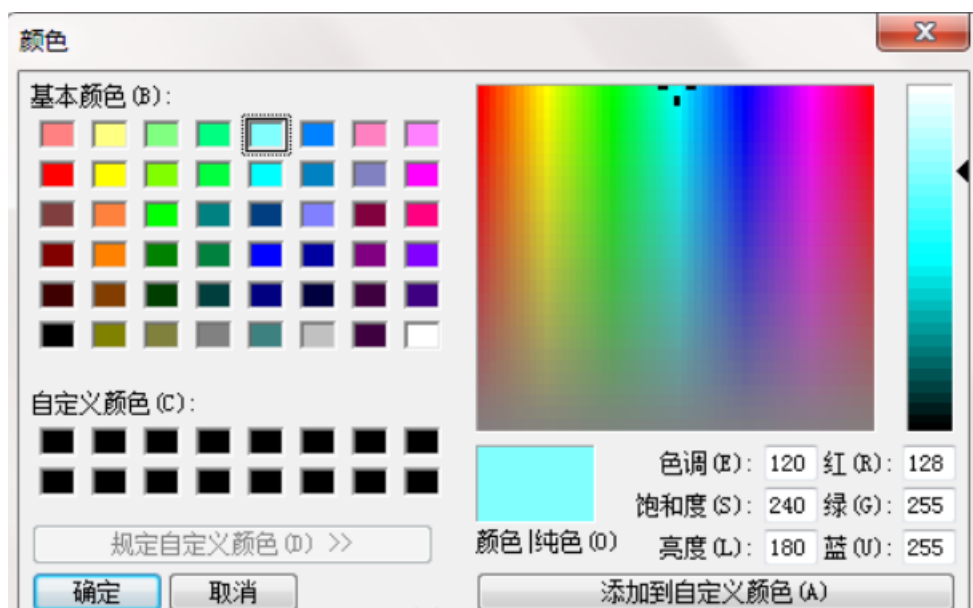 颜色
基本颜色(B):
自定义颜色(C):
规定自定义颜色(D) >>
确定 取消
色调(E): 120 红(R): 128
饱和度(S): 240 绿(G): 255
颜色|纯色(O) 亮度(L): 180 蓝(U): 255
添加到自定义颜色(A)